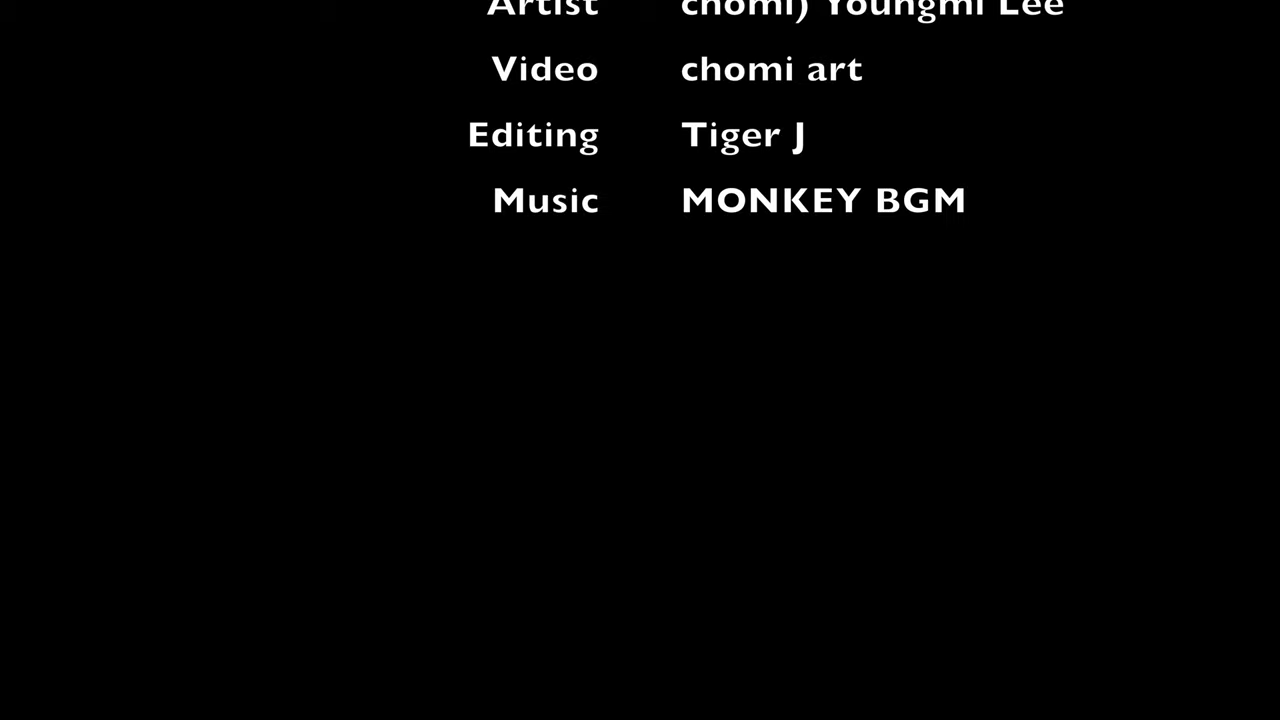 Artist chomi) Youngmi Lee
Video chomi art
Editing Tiger J
Music MONKEY BGM